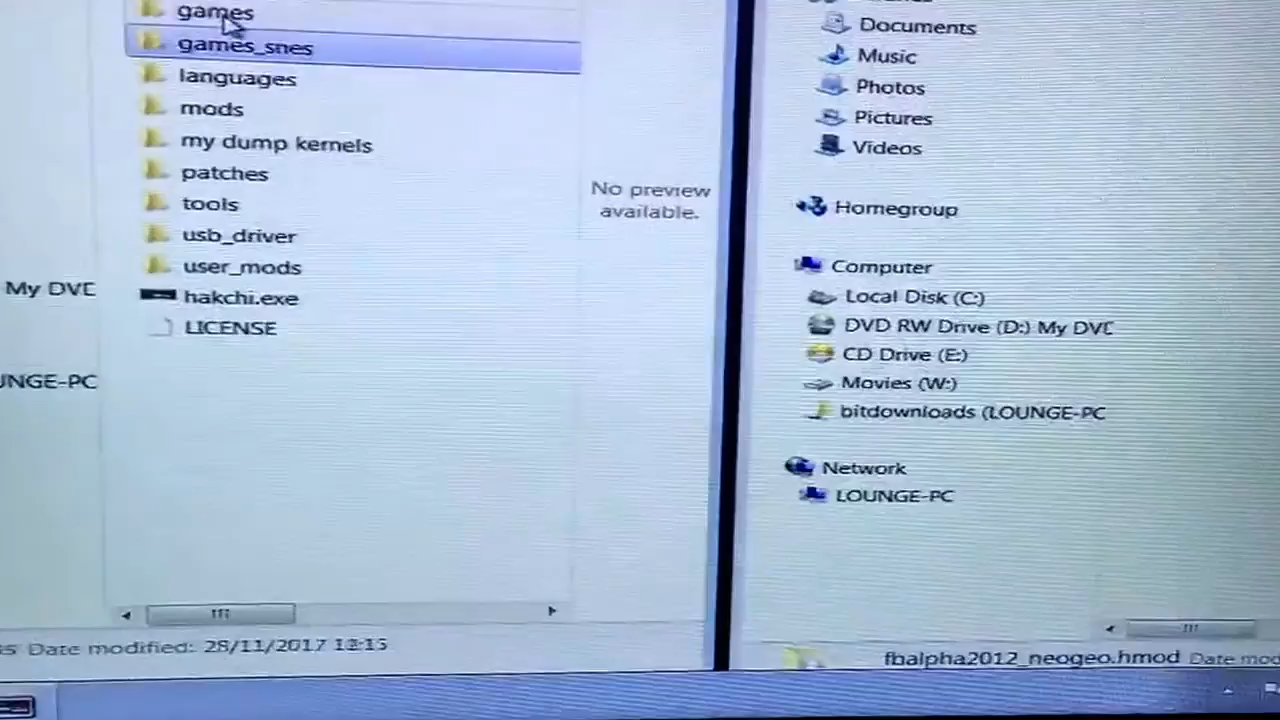 games
games_snes
languages
mods
my dump kernels
patches
tools
usb_driver
user_mods
hakchi.exe
LICENSE
My DVD
UNGE-PC
No preview
available.
Date modified: 28/11/2017 12:15
Documents
Music
Photos
Pictures
Videos
Homegroup
Computer
Local Disk (C:)
DVD RW Drive (D:) My DVD
CD Drive (E:)
Movies (W:)
bitdownloads (LOUNGE-PC
Network
LOUNGE-PC
fbalpha2012_neogeo.hmod Date mod